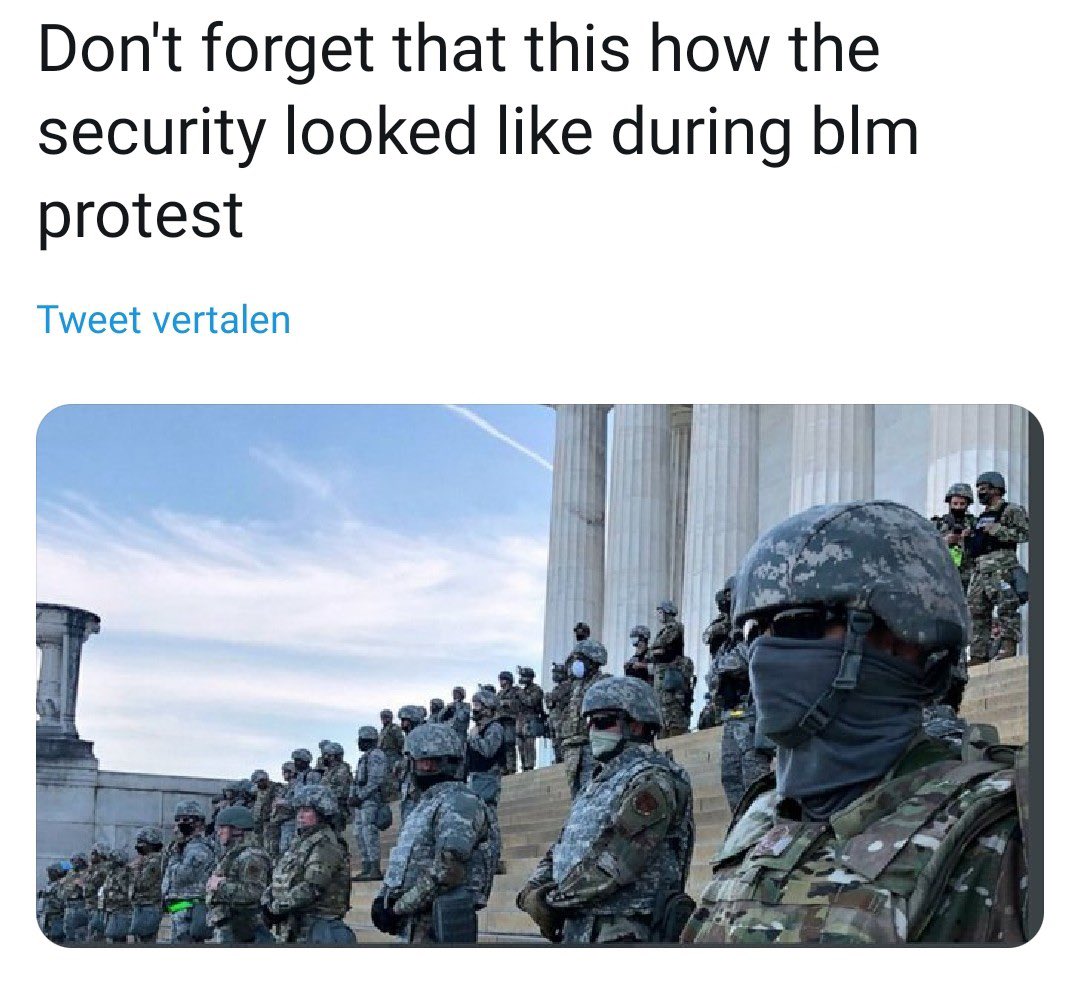 Don't forget that this how the
security looked like during blm
protest
Tweet vertalen